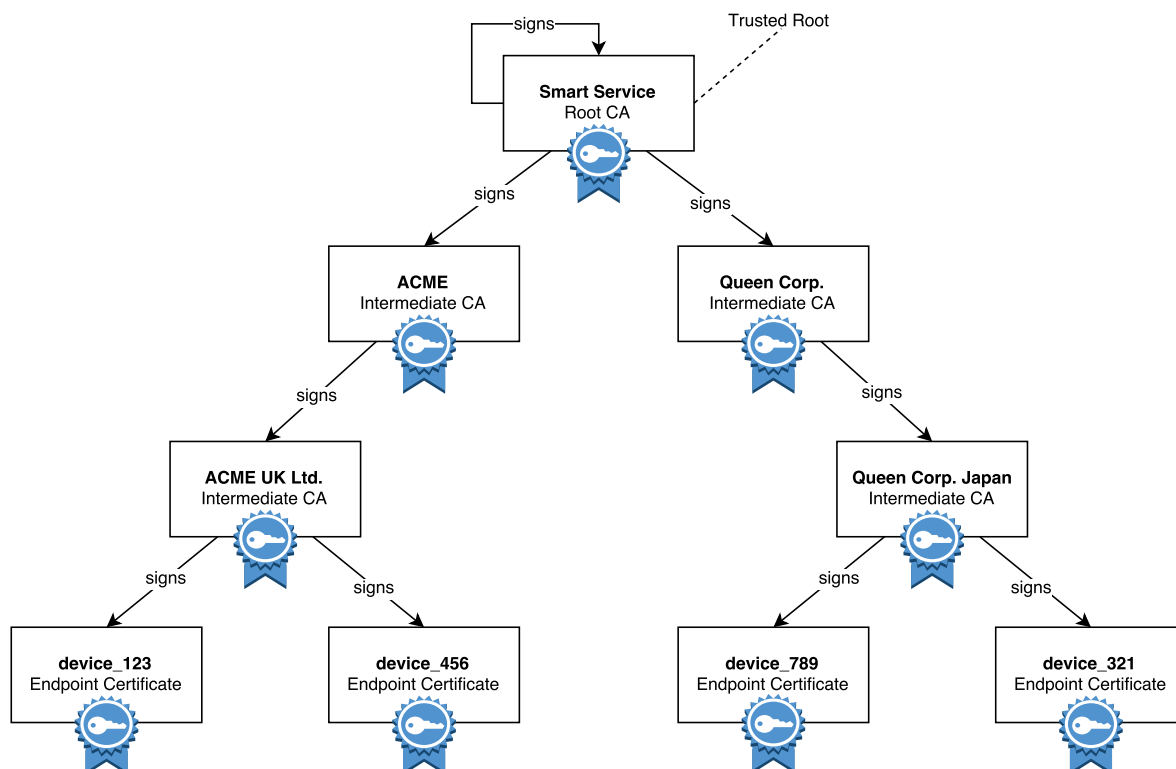 signs
Trusted Root
Smart Service
Root CA
signs
signs
ACME
Intermediate CA
Queen Corp.
Intermediate CA
signs
signs
ACME UK Ltd.
Intermediate CA
Queen Corp. Japan
Intermediate CA
signs
signs
signs
signs
device_123
Endpoint Certificate
device_456
Endpoint Certificate
device_789
Endpoint Certificate
device_321
Endpoint Certificate